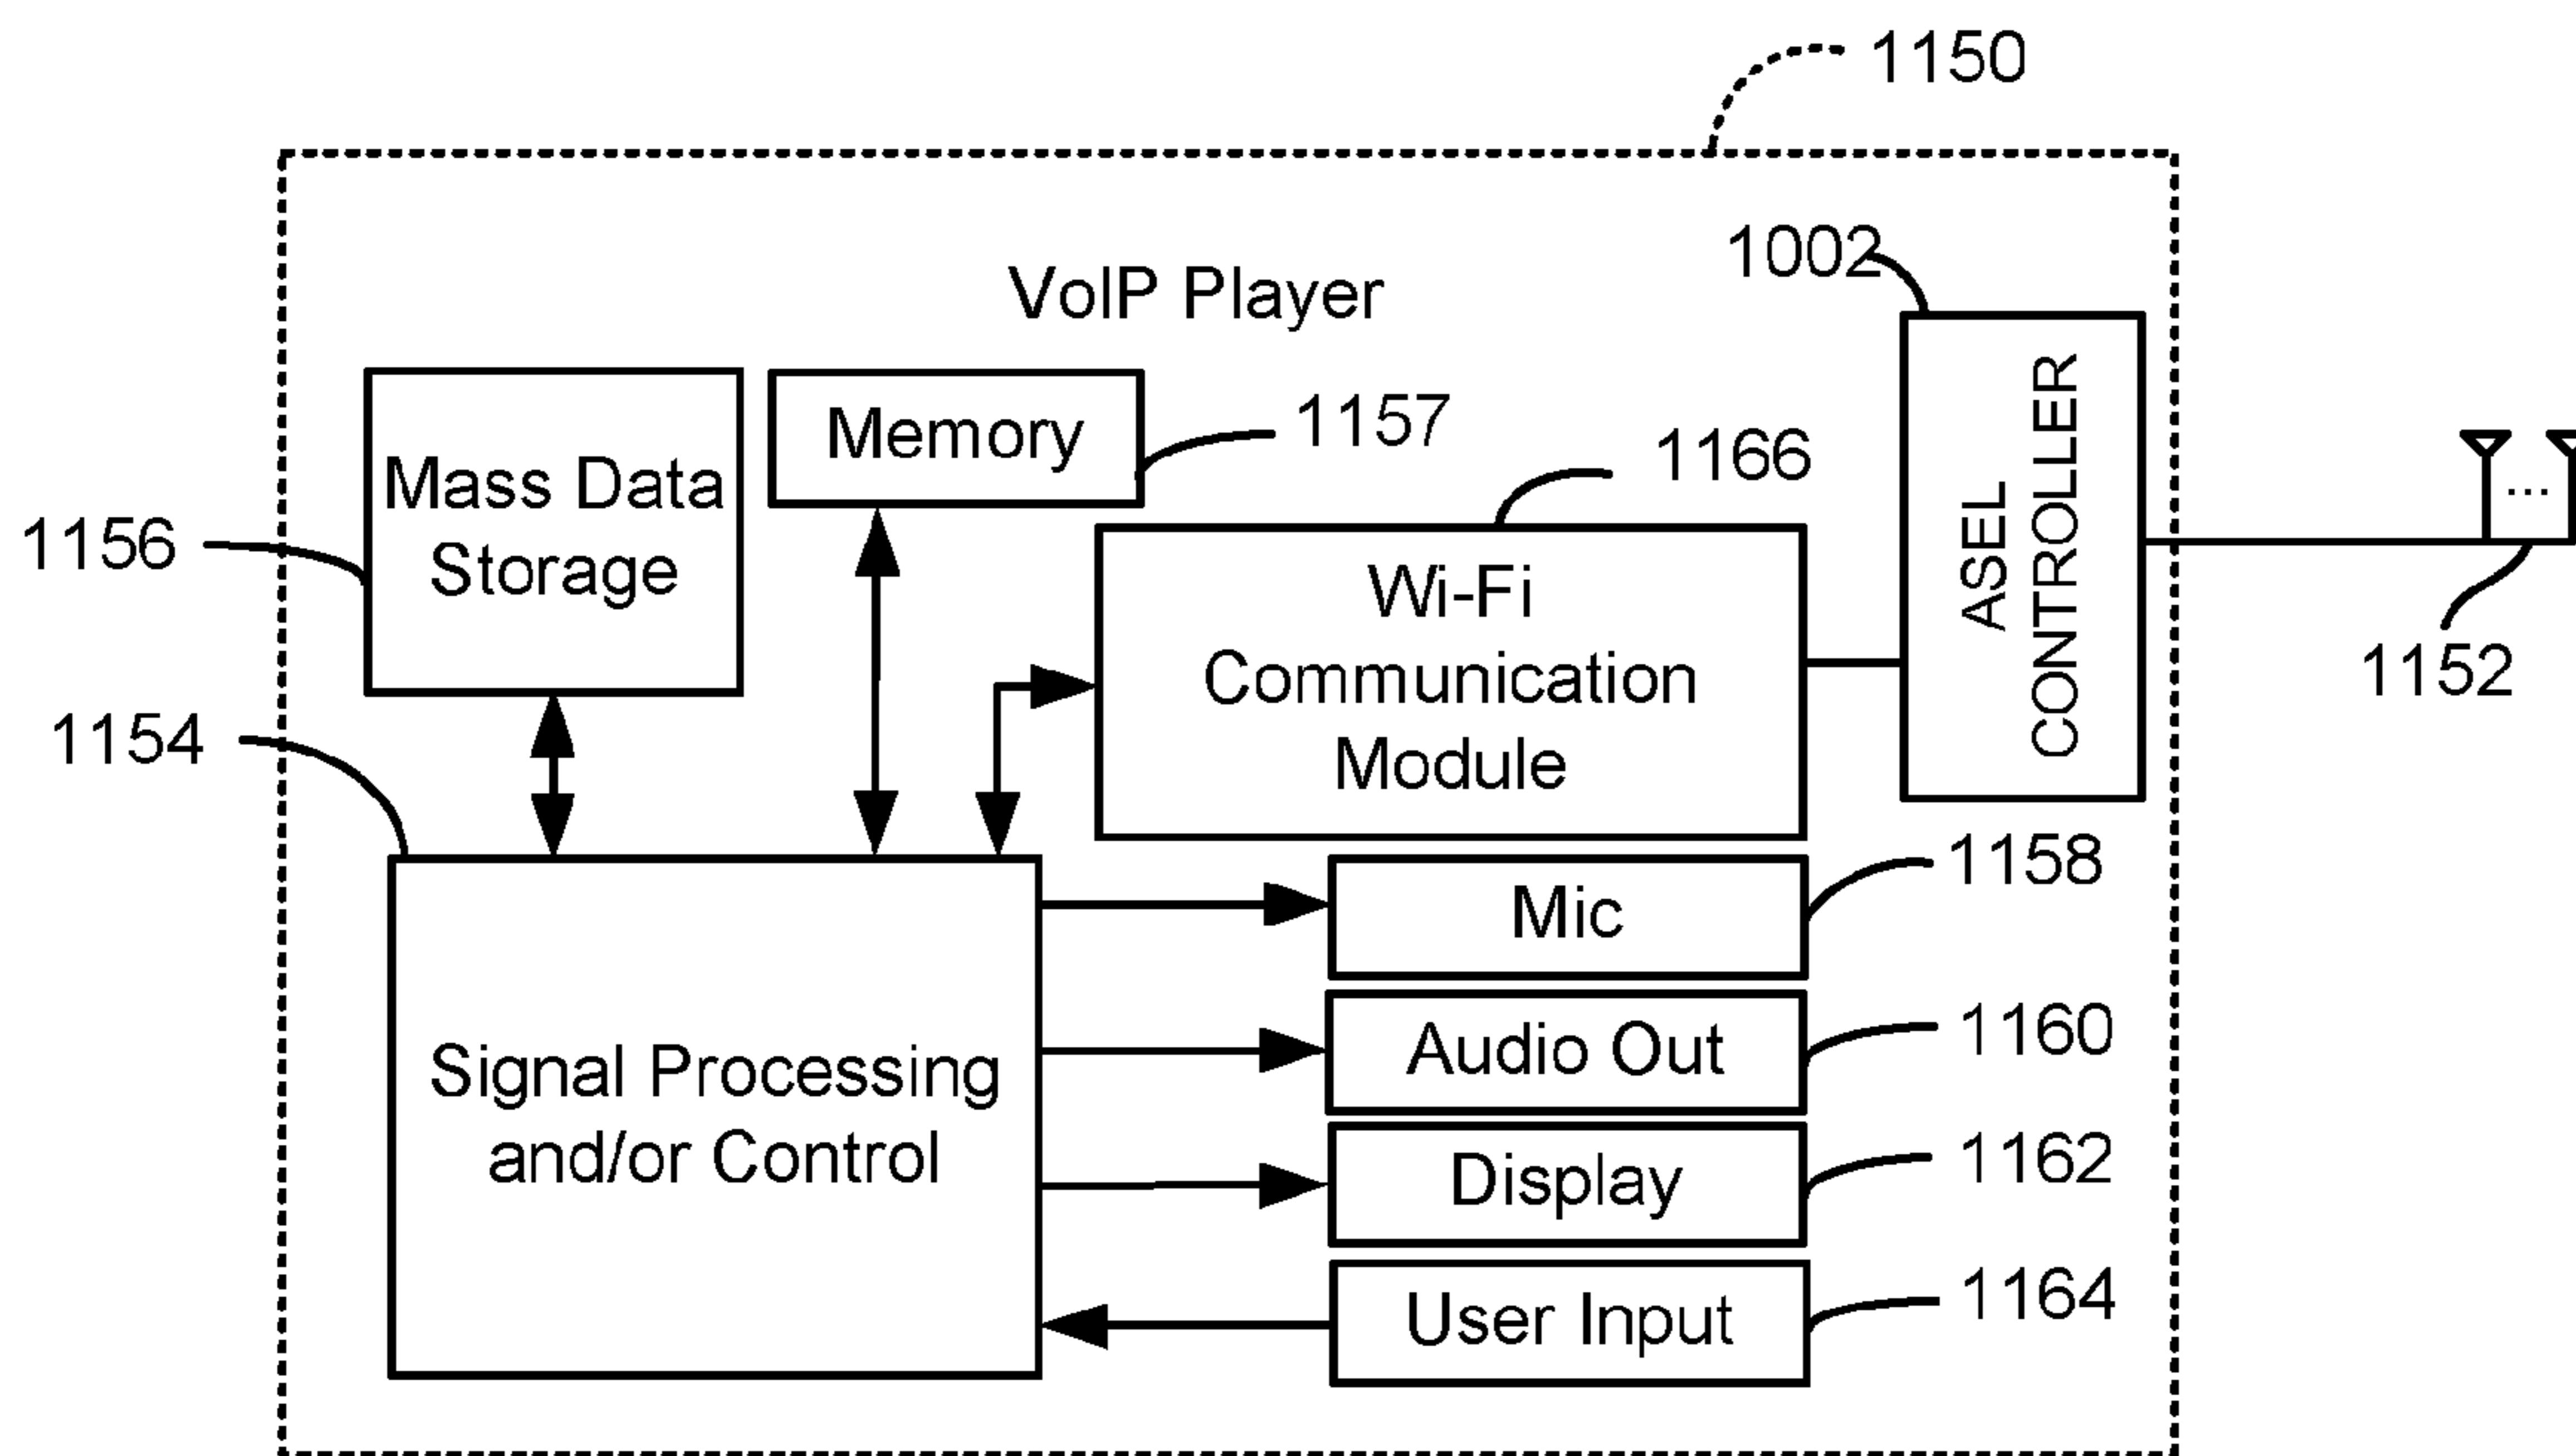 1150
1002
VoIP Player
Mass Data
Storage
Memory
1157
1166
1156
Wi-Fi
Communication
Module
ASEL
CONTROLLER
1152
1154
1158
Mic
Signal Processing
and/or Control
Audio Out
1160
Display
1162
User Input
1164
...